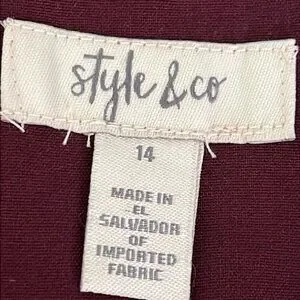 style & co
14
MADE IN
EL
SALVADOR
OF
IMPORTED
FABRIC